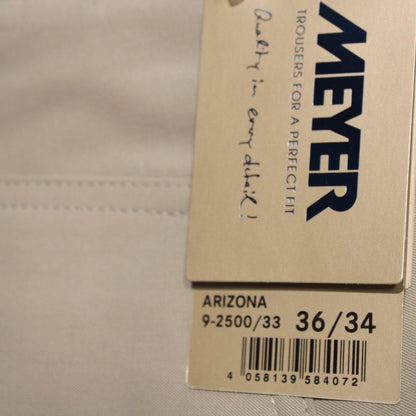 MEYER
TROUSERS FOR A PERFECT FIT
Quality in every detail!
ARIZONA
9-2500/33 36/34
4 058139 584072